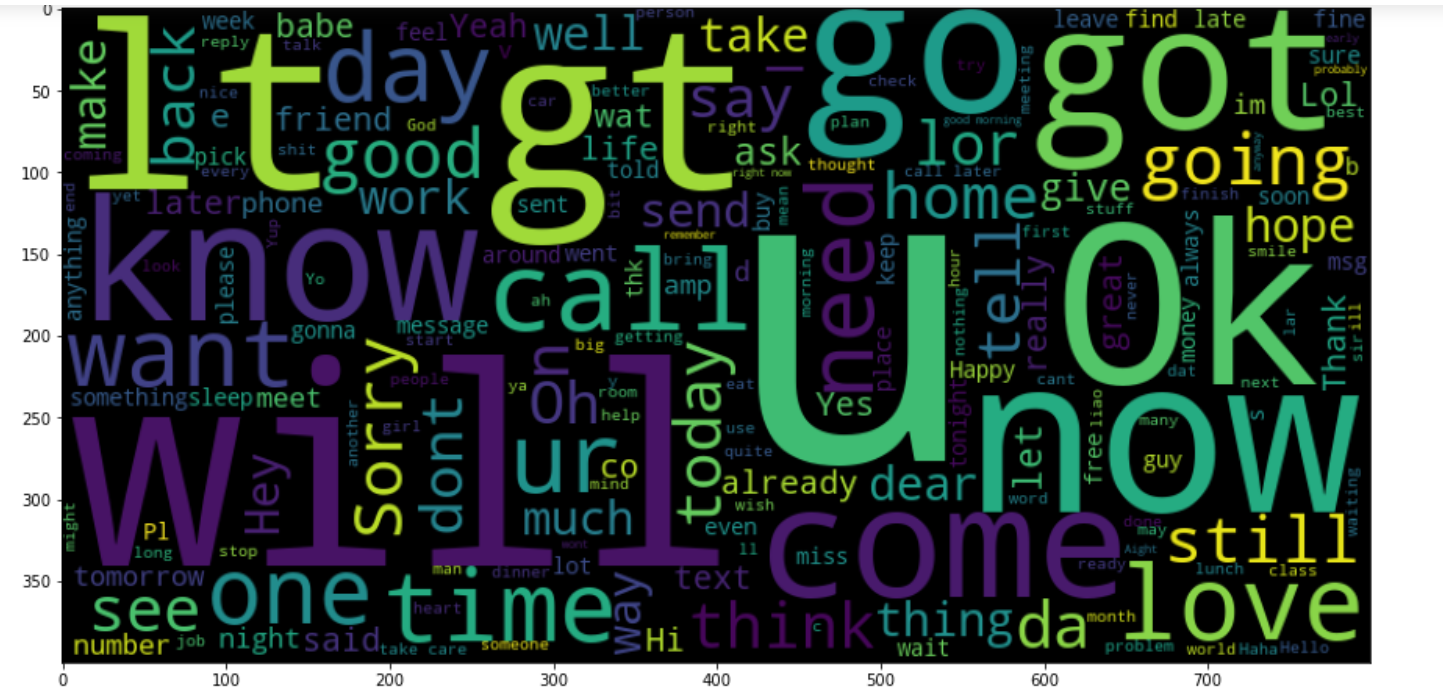 0
50
100
150
200
250
300
350
0 100 200 300 400 500 600 700
lt gt
go
got
know
will
u
Ok
now
come
call
day
good
want
one
time
love
still
going
home
need
see
think
thing
da
ur
much
Sorry
dont
today
Oh
on
well
take
say
back
make
babe
week
reply
talk
feel
Yeah
v
person
I
leave
find
late
fine
early
sure
probably
Lol
best
im
b
try
check
meeting
plan
good morning
lor
thought
call later
ask
right
right now
better
car
wat
life
told
friend
God
nice
e
shit
pick
every
coming
work
sent
bit
send
buy
mean
give
stuff
finish
anyway
soon
hope
smile
msg
always
first
tell
hour
keep
remember
bring
amp
d
thk
around
went
ah
getting
big
message
start
gonna
please
phone
later
yet
end
Yup
look
Yo
anything
something
sleep
meet
people
girl
another
Hey
ya
y
room
help
co
mind
eat
use
quite
already
wish
even
ll
dear
tonight
Happy
nothing
morning
place
Yes
really
great
never
money
lar
Thank
sir
ill
cant
dat
next
many
s
free
liao
guy
let
word
waiting
may
done
Aight
ready
lunch
class
miss
text
way
lot
wont
dinner
man
heart
stop
long
Pl
might
tomorrow
number
job
night
said
take care
someone
Hi
c
wait
month
problem
world
Haha
Hello